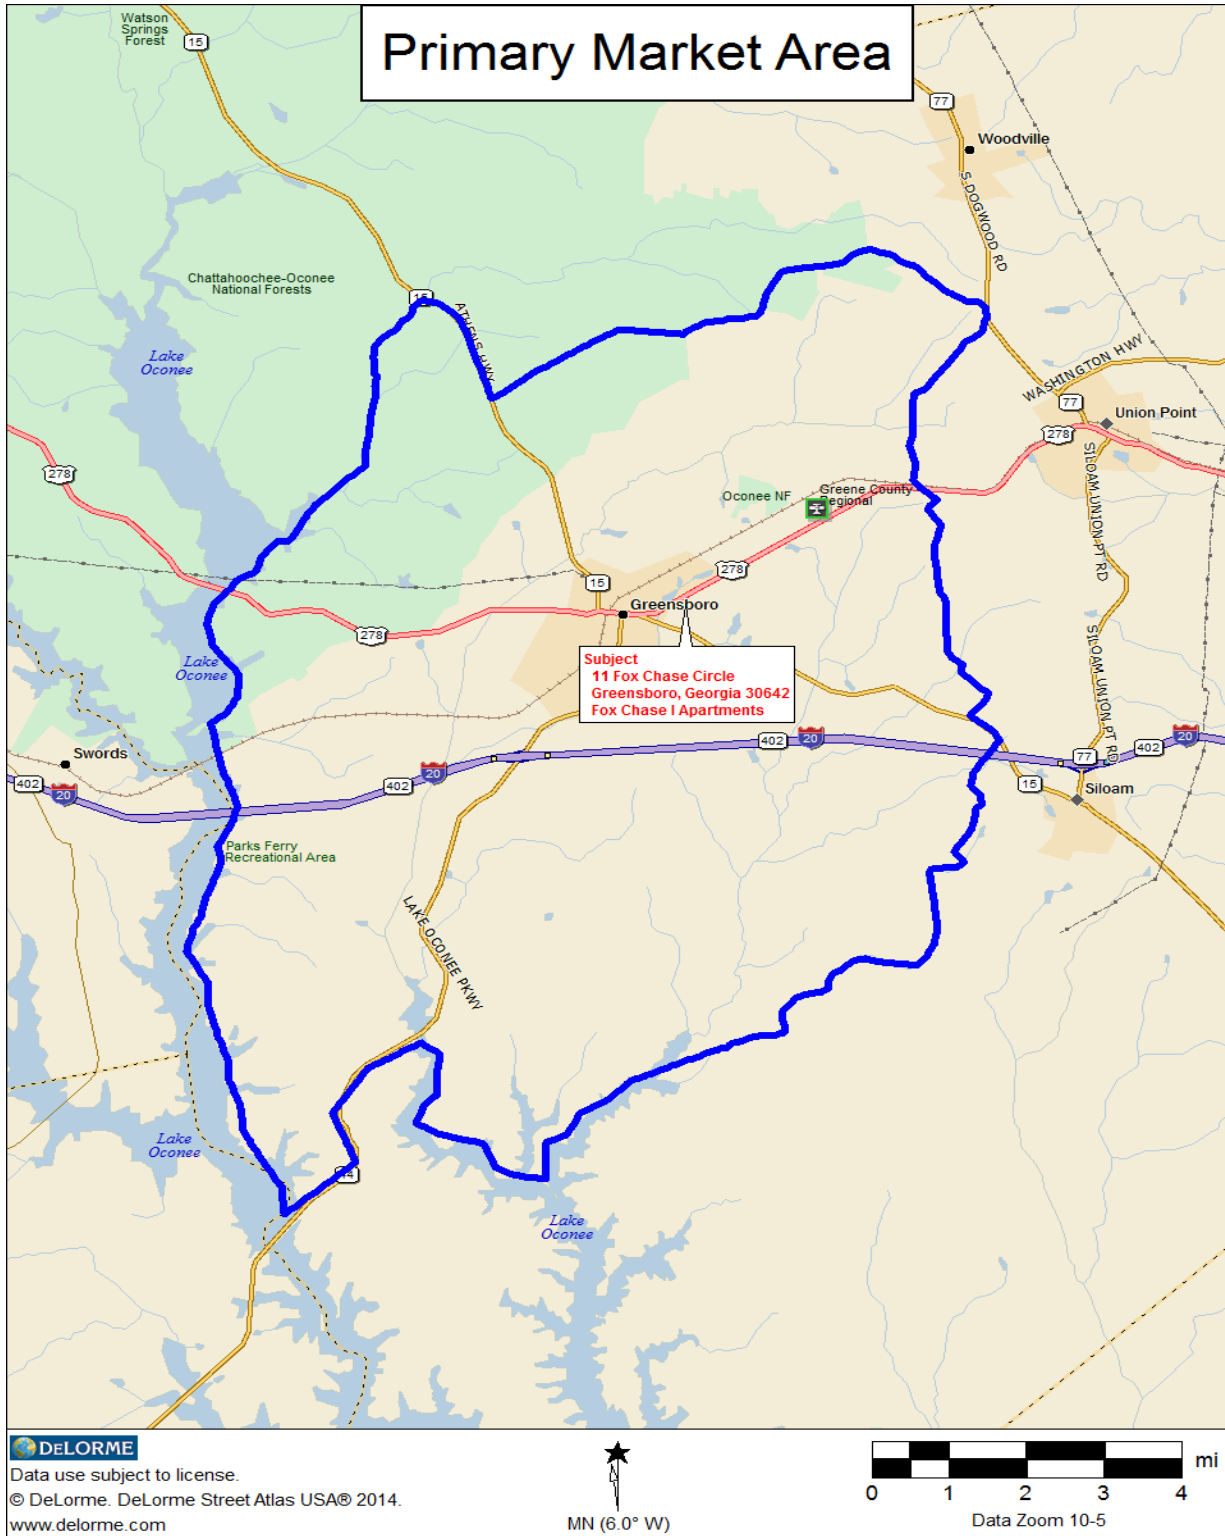 Primary Market Area
Watson
Springs
Forest
15
77
Woodville
S DOGWOOD RD
Chattahoochee-Oconee
National Forests
15
ATHENS HWY
Lake
Oconee
WASHINGTON HWY
77
Union Point
278
278
SILOAM UNION PT RD
Oconee NF
Greene County
Regional
278
15
Greensboro
278
Lake
Oconee
SILOAM UNION PT RD
Subject
11 Fox Chase Circle
Greensboro, Georgia 30642
Fox Chase I Apartments
Swords
402
20
402
20
402
20
77
402
20
15
Siloam
Parks Ferry
Recreational Area
LAKE OCONEE PKWY
Lake
Oconee
44
Lake
Oconee
DELORME
Data use subject to license.
© DeLorme. DeLorme Street Atlas USA® 2014.
www.delorme.com
MN (6.0° W)
mi
0 1 2 3 4
Data Zoom 10-5